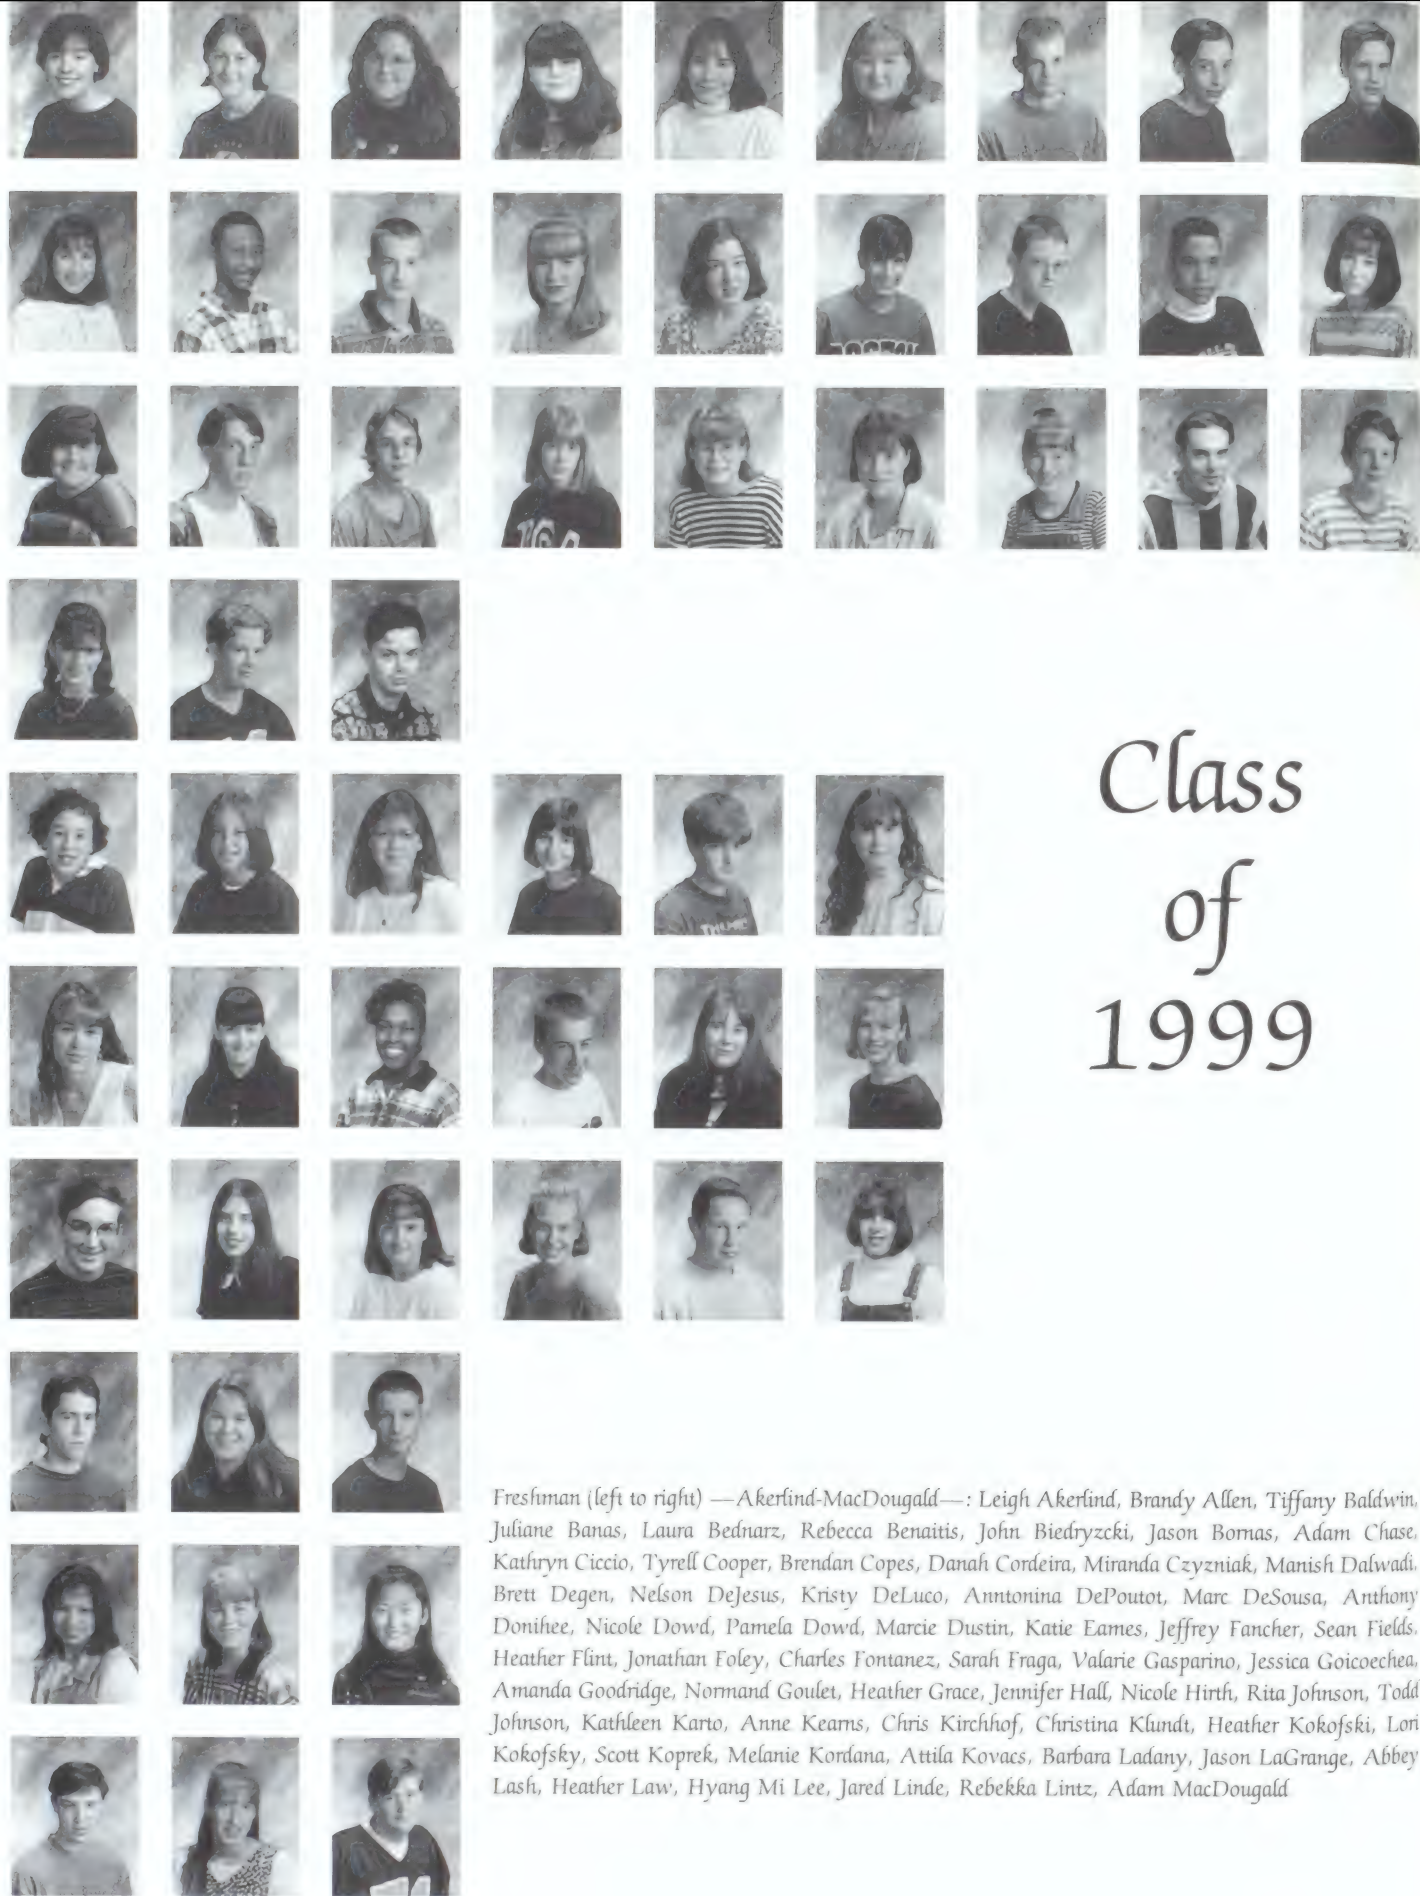 USA
Class
of
1999
Freshman (left to right) —Akerlind-MacDougald—: Leigh Akerlind, Brandy Allen, Tiffany Baldwin,
Juliane Banas, Laura Bednarz, Rebecca Benaitis, John Biedryzcki, Jason Bornas, Adam Chase,
Kathryn Ciccio, Tyrell Cooper, Brendan Copes, Danah Cordeira, Miranda Czyzniak, Manish Dalwadi,
Brett Degen, Nelson DeJesus, Kristy DeLuco, Anntonina DePoutot, Marc DeSousa, Anthony
Donihee, Nicole Dowd, Pamela Dowd, Marcie Dustin, Katie Eames, Jeffrey Fancher, Sean Fields,
Heather Flint, Jonathan Foley, Charles Fontanez, Sarah Fraga, Valarie Gasparino, Jessica Goicoechea,
Amanda Goodridge, Normand Goulet, Heather Grace, Jennifer Hall, Nicole Hirth, Rita Johnson, Todd
Johnson, Kathleen Karto, Anne Kearns, Chris Kirchhof, Christina Klundt, Heather Kokofski, Lori
Kokofsky, Scott Koprek, Melanie Kordana, Attila Kovacs, Barbara Ladany, Jason LaGrange, Abbey
Lash, Heather Law, Hyang Mi Lee, Jared Linde, Rebekka Lintz, Adam MacDougald